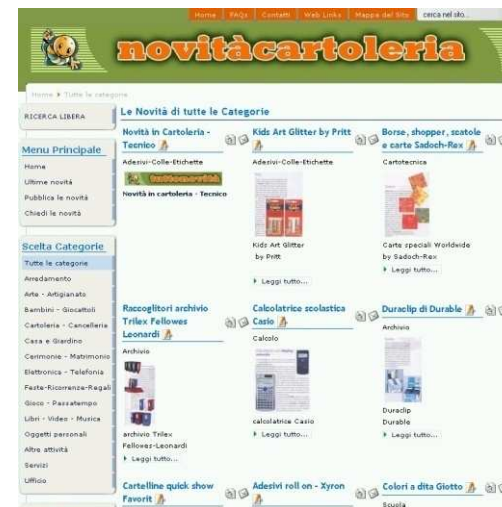 Home FAQs Contatti Web Links Mappa del Sito cerca nel sito...
novitàcartoleria
Home Tutte le categorie
RICERCA LIBERA
Menu Principale
Home
Ultime novità
Pubblica le novità
Chiedi le novità
Scelta Categorie
Tutte le categorie
Arredamento
Arte - Artigianato
Bambini - Giocattoli
Cartoleria - Cancelleria
Casa e Giardino
Cerimonie - Matrimonio
Elettronica - Telefonia
Feste-Ricorrenze-Regali
Gioco - Passatempo
Libri - Video - Musica
Oggetti personali
Altre attività
Servizi
Ufficio
Le Novità di tutte le Categorie
Novità in Cartoleria -
Tecnico
Adesivi-Colle-Etichette
tuttonovità
Novità in cartoleria - Tecnico
Kids Art Glitter by Pritt
Adesivi-Colle-Etichette
Kids Art Glitter
by Pritt
Leggi tutto...
Borse, shopper, scatole
e carte Sadoch-Rex
Cartotecnica
Carte speciali Worldwide
by Sadoch-Rex
Leggi tutto...
Raccoglitori archivio
Trilex Fellowes
Leonardi
Archivio
archivio Trilex
Fellowes-Leonardi
Leggi tutto...
Calcolatrice scolastica
Casio
Calcolo
calcolatrice Casio
Leggi tutto...
Duraclip di Durable
Archivio
Duraclip
Durable
Leggi tutto...
Cartelline quick show
Favorit
Adesivi roll on - Xyron
Colori a dita Giotto
Scuola